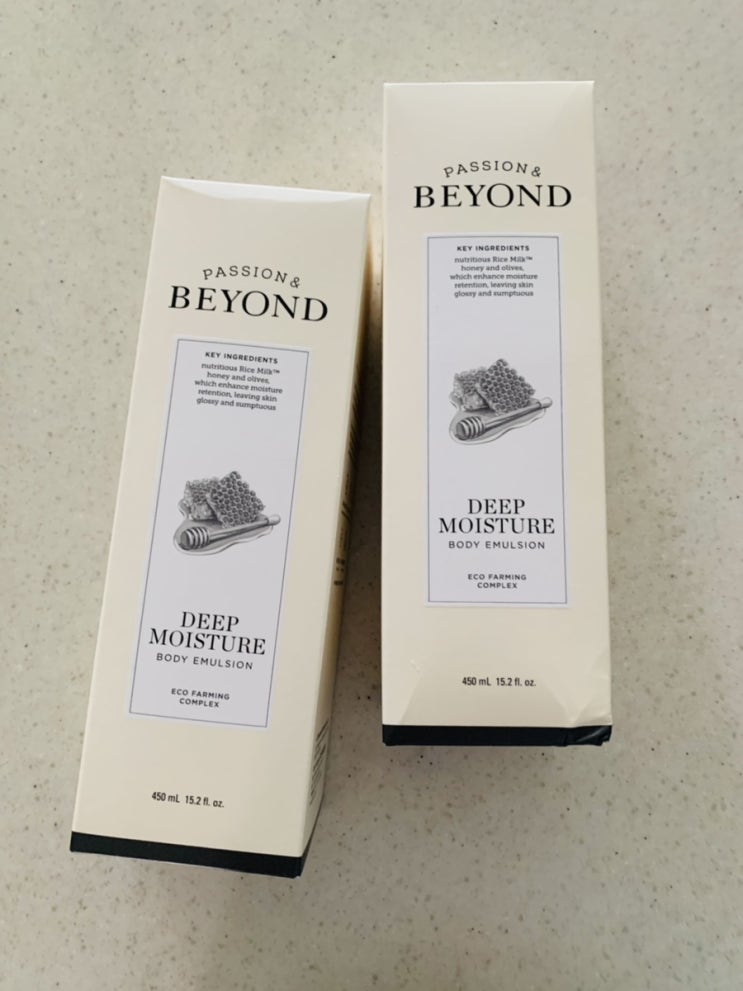 PASSION &
BEYOND
KEY INGREDIENTS
nutritious Rice Milk™
honey and olives,
which enhance moisture
retention, leaving skin
glossy and sumptuous
DEEP
MOISTURE
BODY EMULSION
ECO FARMING
COMPLEX
450 mL 15.2 fl. oz.
PASSION &
BEYOND
KEY INGREDIENTS
nutritious Rice Milk™
honey and olives,
which enhance moisture
retention, leaving skin
glossy and sumptuous
DEEP
MOISTURE
BODY EMULSION
ECO FARMING
COMPLEX
450 mL 15.2 fl. oz.